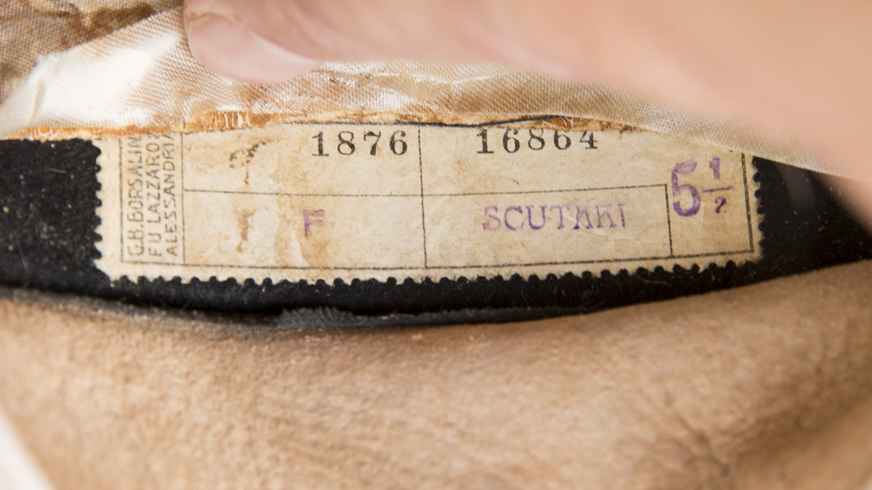 G.B. BORSALINO
FU LAZZARO
ALESSANDRIA
1876
16864
F
SCUTARI
5 1/2